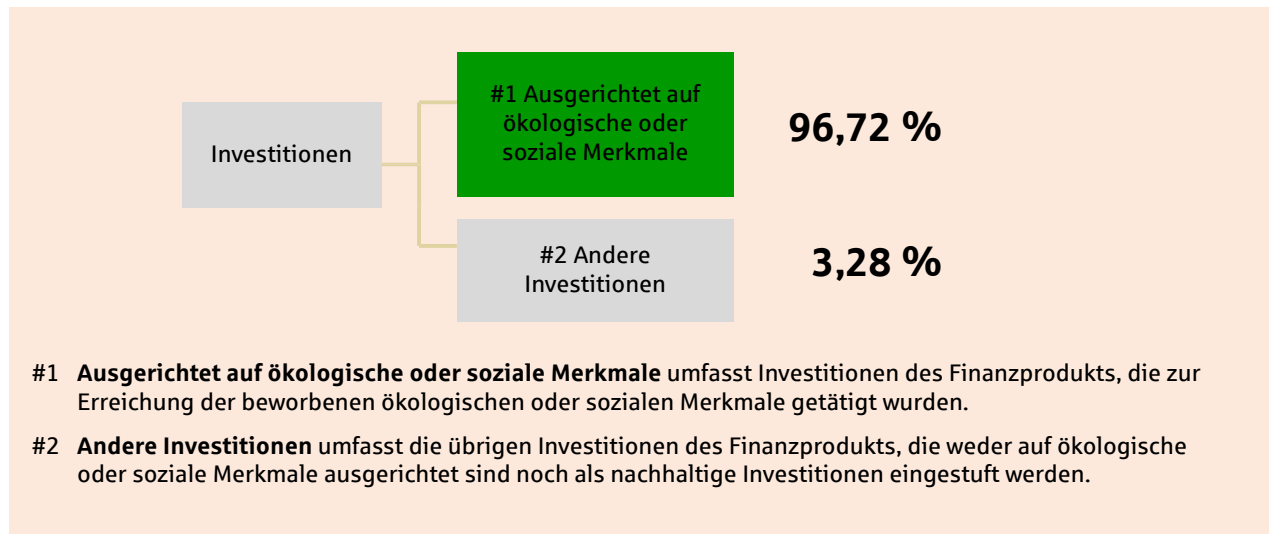 Investitionen
#1 Ausgerichtet auf
ökologische oder
soziale Merkmale
96,72 %
#2 Andere
Investitionen
3,28 %
#1 Ausgerichtet auf ökologische oder soziale Merkmale umfasst Investitionen des Finanzprodukts, die zur
Erreichung der beworbenen ökologischen oder sozialen Merkmale getätigt wurden.
#2 Andere Investitionen umfasst die übrigen Investitionen des Finanzprodukts, die weder auf ökologische
oder soziale Merkmale ausgerichtet sind noch als nachhaltige Investitionen eingestuft werden.